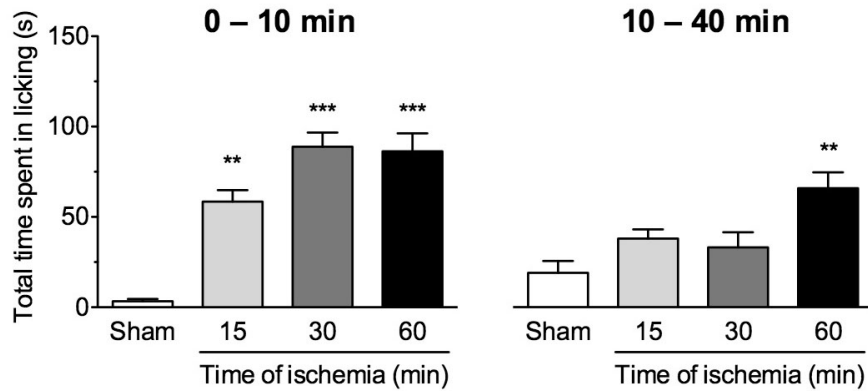 0 – 10 min
10 – 40 min
Total time spent in licking (s)
150
100
50
0
**
***
***
**
Sham 15 30 60
Sham 15 30 60
Time of ischemia (min)
Time of ischemia (min)